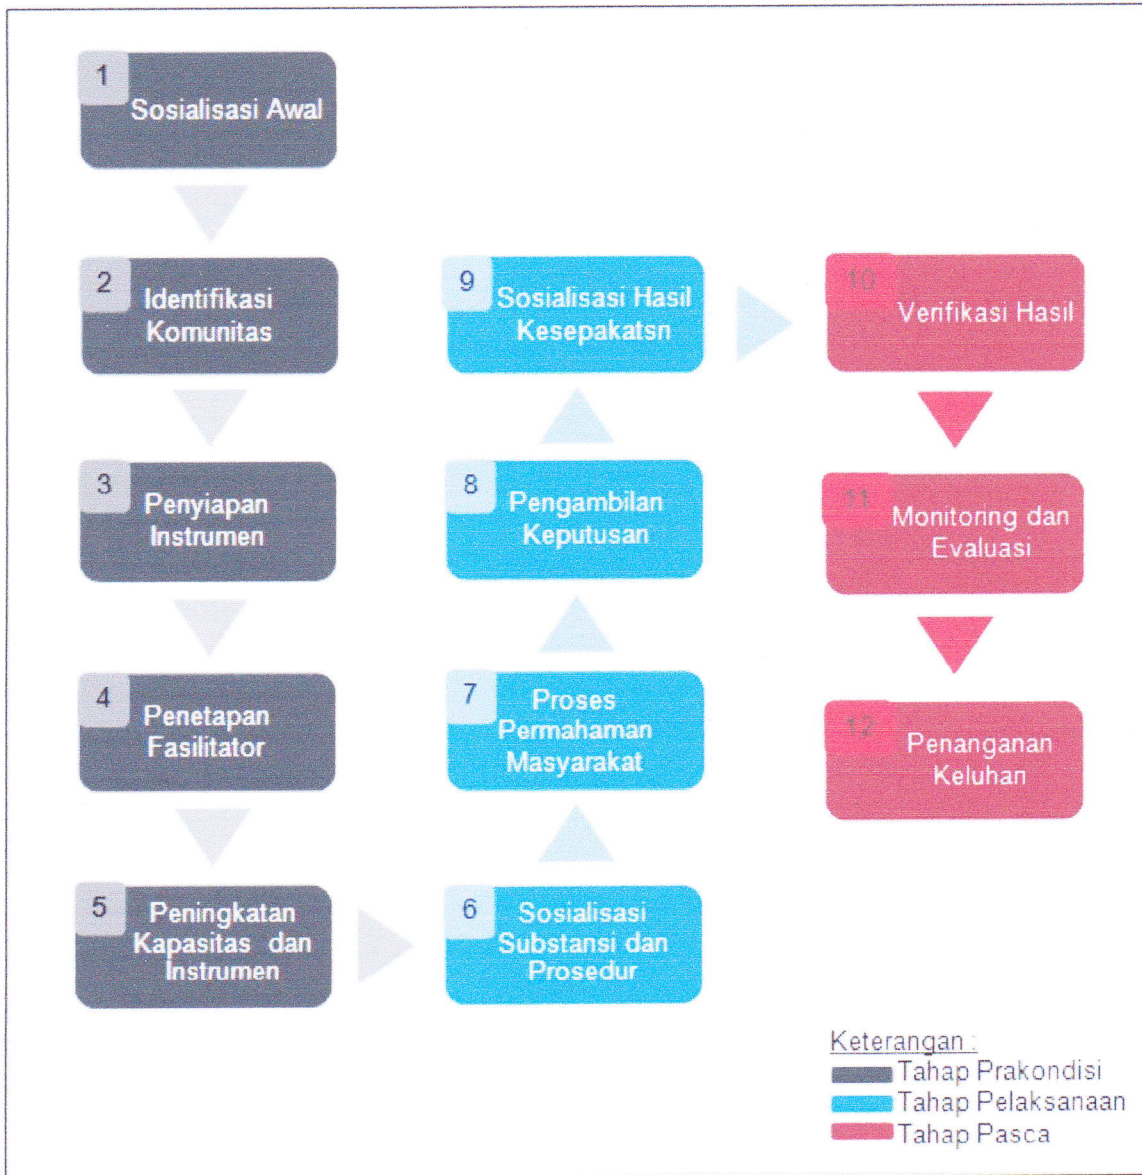 1
Sosialisasi Awal
2
Identifikasi
Komunitas
3
Penyiapan
Instrumen
4
Penetapan
Fasilitator
5
Peningkatan
Kapasitas dan
Instrumen
6
Sosialisasi
Substansi dan
Prosedur
7
Proses
Permahaman
Masyarakat
8
Pengambilan
Keputusan
9
Sosialisasi Hasil
Kesepakatsn
10
Verifikasi Hasil
11
Monitoring dan
Evaluasi
12
Penanganan
Keluhan
Keterangan :
Tahap Prakondisi
Tahap Pelaksanaan
Tahap Pasca